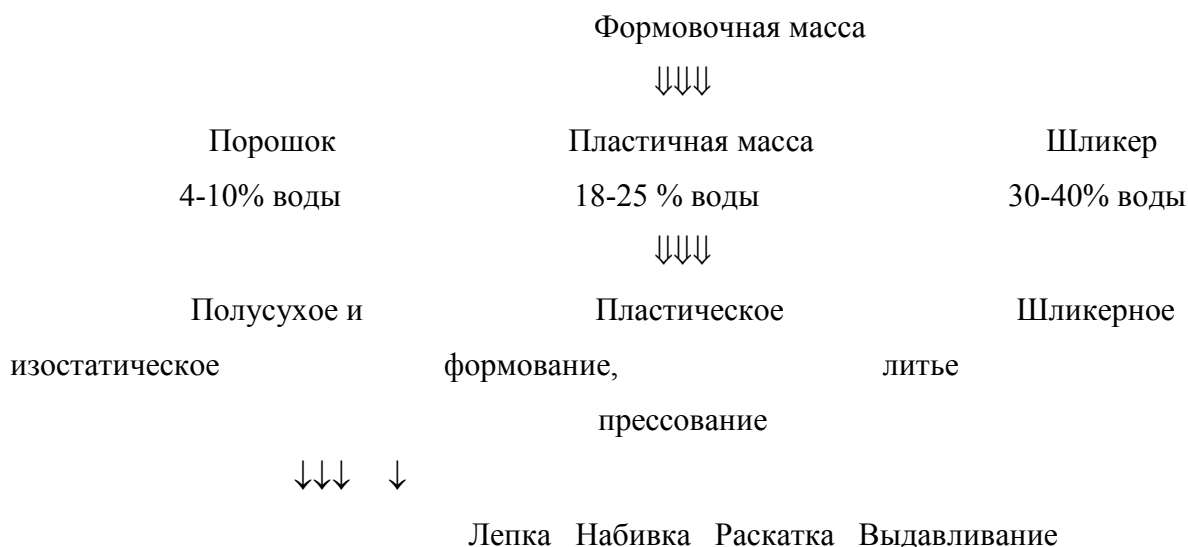 Формовочная масса
⇓⇓⇓
Порошок Пластичная масса Шликер
4-10% воды 18-25 % воды 30-40% воды
⇓⇓⇓
Полусухое и Пластическое Шликерное
изостатическое формование, литье
прессование
↓↓↓ ↓
Лепка Набивка Раскатка Выдавливание